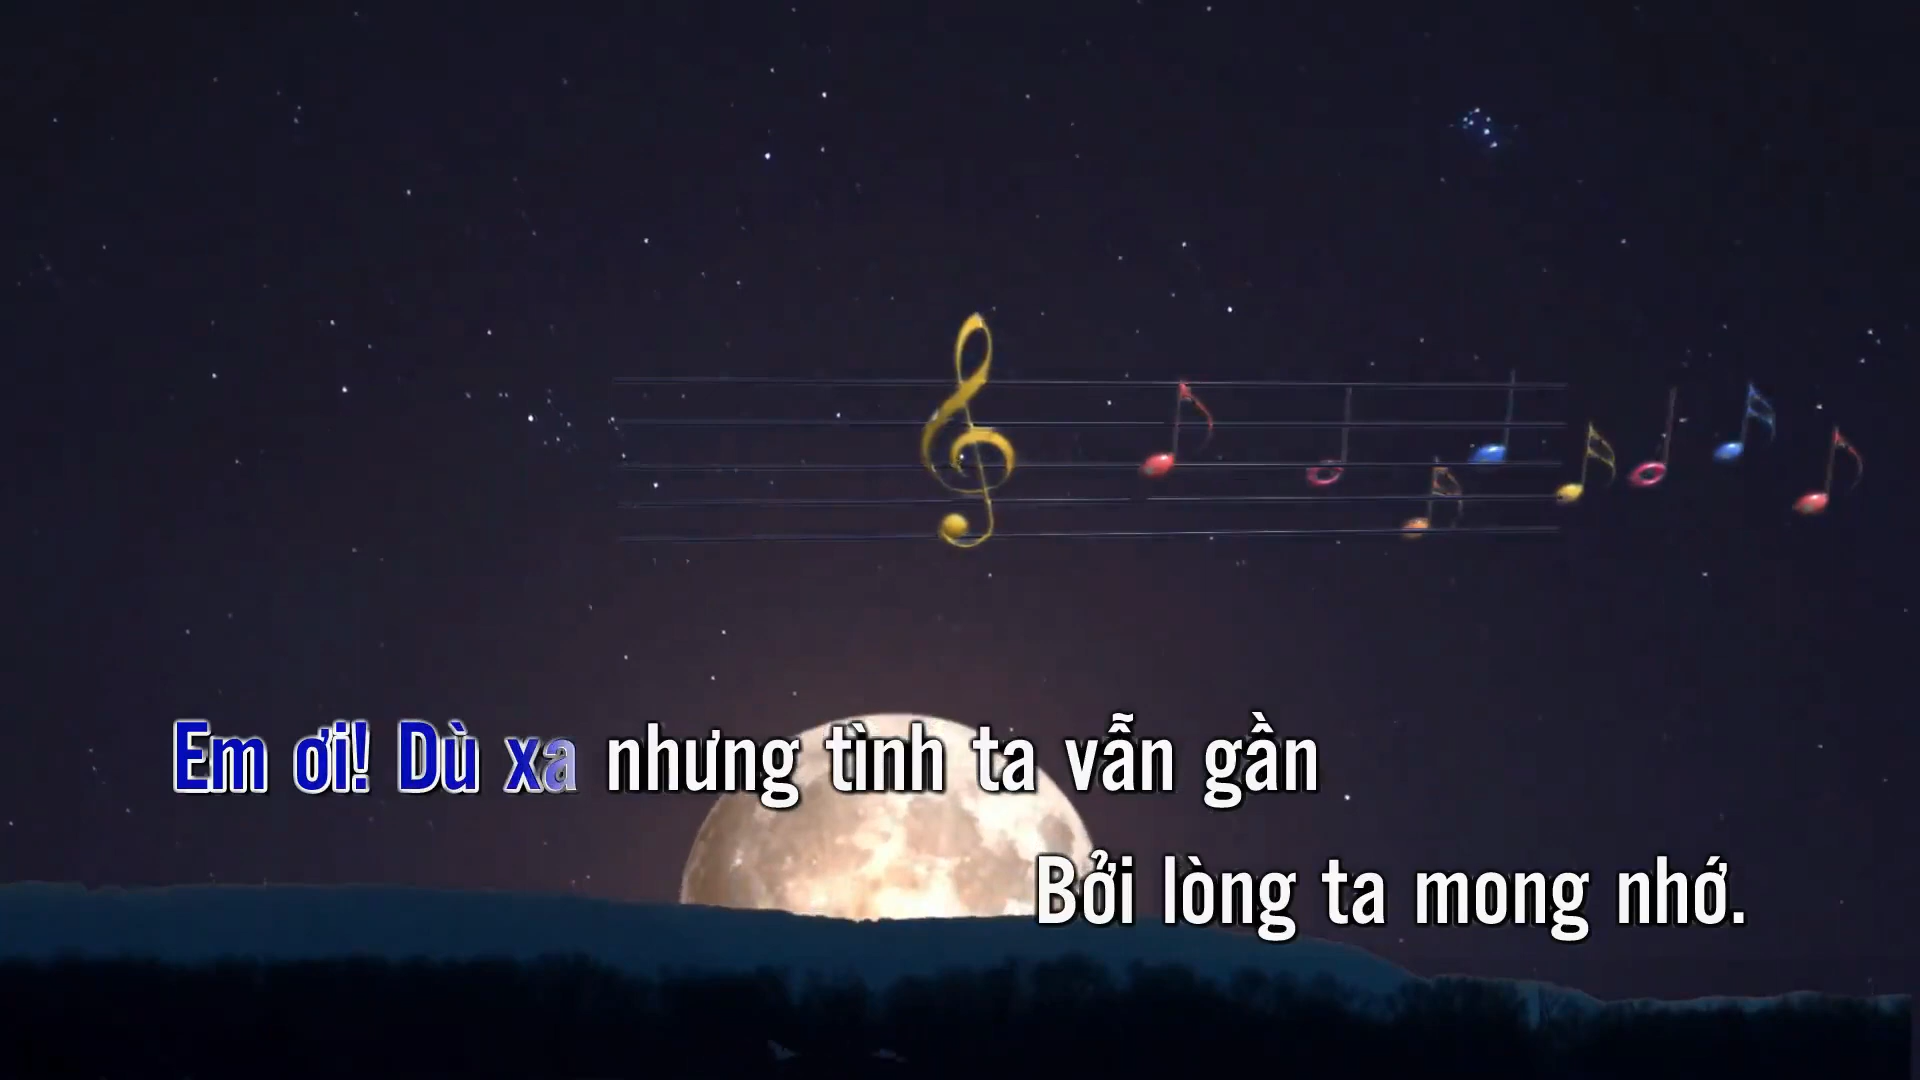 Em ơi! Dù xa nhưng tình ta vẫn gần
Bởi lòng ta mong nhớ.